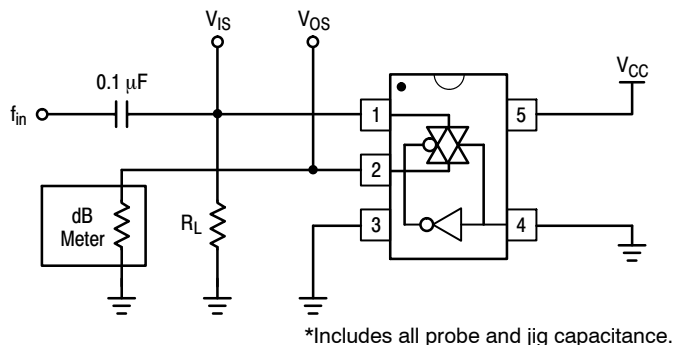 V_IS
V_OS
V_CC
0.1 μF
f_in
1
5
2
dB
Meter
R_L
3
4
*Includes all probe and jig capacitance.